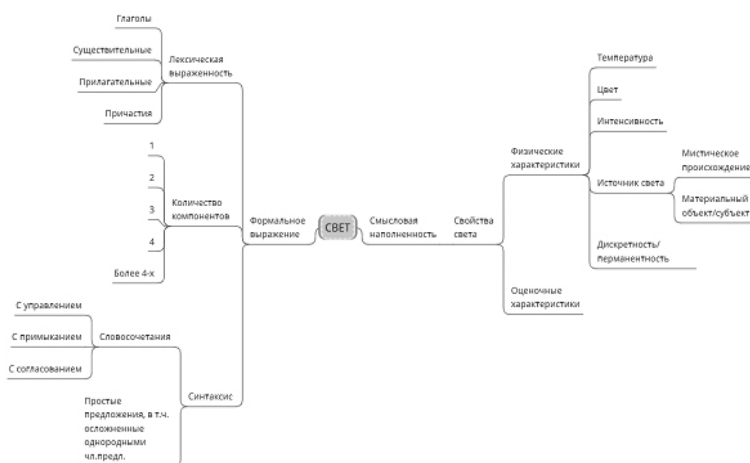 Глаголы
Существительные
Прилагательные
Причастия
Лексическая
выраженность
1
2
3
4
Более 4-х
Количество
компонентов
С управлением
С примыканием
С согласованием
Словосочетания
Простые
предложения, в т.ч.
осложненные
однородными
чл.предл.
Синтаксис
Формальное
выражение
СВЕТ
Смысловая
наполненность
Свойства
света
Физические
характеристики
Температура
Цвет
Интенсивность
Источник света
Мистическое
происхождение
Материальный
объект/субъект
Дискретность/
перманентность
Оценочные
характеристики